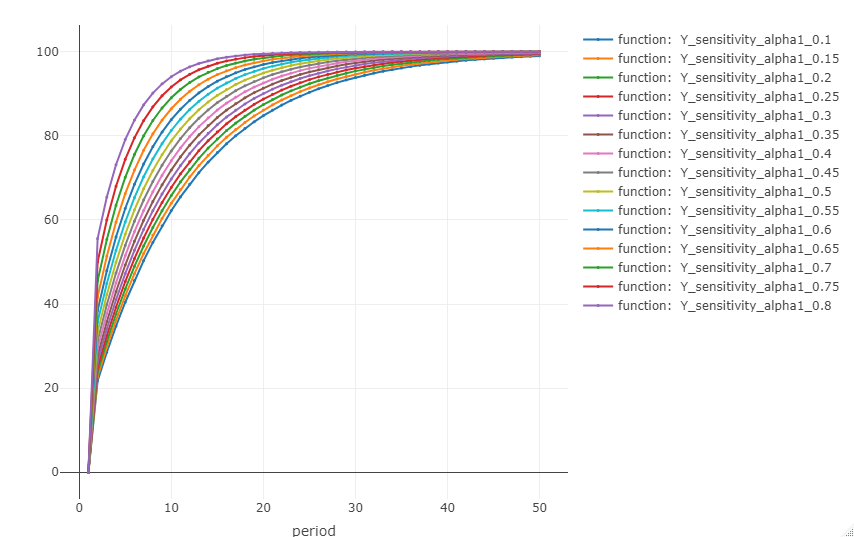 100
80
60
40
20
0
0 10 20 30 40 50
period
function: Y_sensitivity_alpha1_0.1
function: Y_sensitivity_alpha1_0.15
function: Y_sensitivity_alpha1_0.2
function: Y_sensitivity_alpha1_0.25
function: Y_sensitivity_alpha1_0.3
function: Y_sensitivity_alpha1_0.35
function: Y_sensitivity_alpha1_0.4
function: Y_sensitivity_alpha1_0.45
function: Y_sensitivity_alpha1_0.5
function: Y_sensitivity_alpha1_0.55
function: Y_sensitivity_alpha1_0.6
function: Y_sensitivity_alpha1_0.65
function: Y_sensitivity_alpha1_0.7
function: Y_sensitivity_alpha1_0.75
function: Y_sensitivity_alpha1_0.8